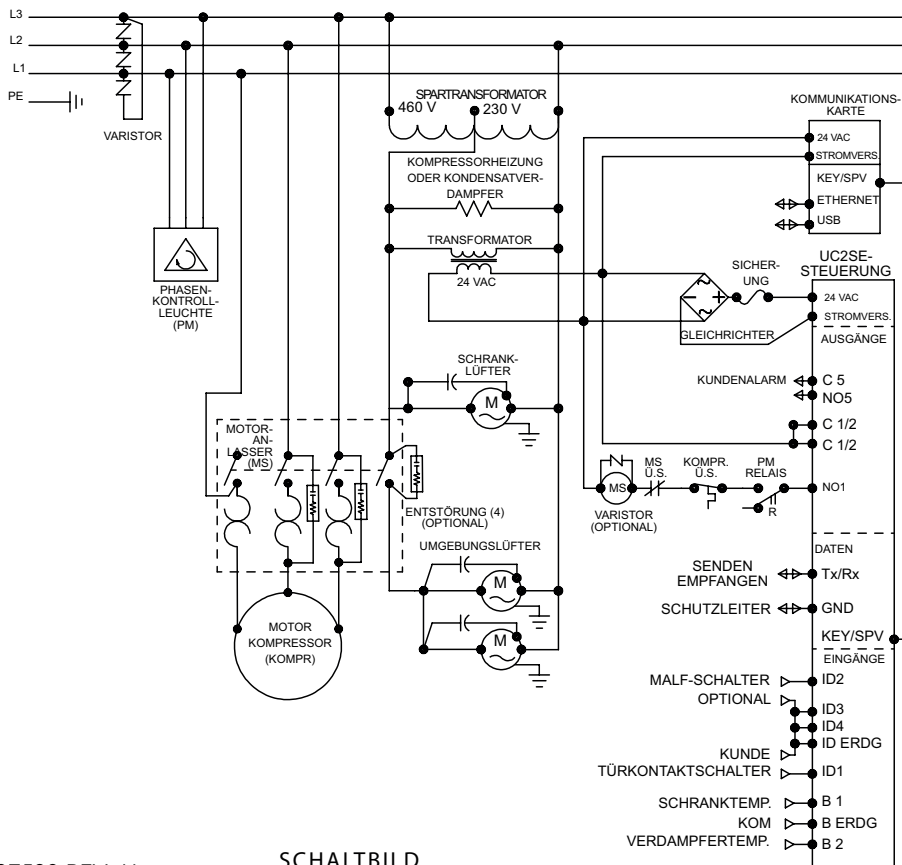 L3
L2
L1
PE
VARISTOR
SPARTRANSFORMATOR
460 V
230 V
KOMPRESSORHEIZUNG
ODER KONDENSATVER-
DAMPFER
TRANSFORMATOR
24 VAC
PHASEN-
KONTROLL-
LEUCHTE
(PM)
KOMMUNIKATIONS-
KARTE
24 VAC
STROMVERS.
KEY/SPV
ETHERNET
USB
SICHER-
UNG
GLEICHRICHTER
UC2SE-
STEUERUNG
24 VAC
STROMVERS.
AUSGÄNGE
KUNDENALARM
C 5
NO5
C 1/2
C 1/2
SCHRANK-
LÜFTER
M
MOTOR-
AN-
LASSER
(MS)
ENTSTÖRUNG (4)
(OPTIONAL)
MS
VARISTOR
(OPTIONAL)
MS
Ü.S.
KOMPR.
Ü.S.
PM
RELAIS
R
NO1
UMGEBUNGSLÜFTER
M
M
MOTOR
KOMPRESSOR
(KOMPR)
DATEN
SENDEN
EMPFANGEN
Tx/Rx
SCHUTZLEITER
GND
KEY/SPV
EINGÄNGE
MALF-SCHALTER
ID2
OPTIONAL
ID3
ID4
ID ERDG
KUNDE
TÜRKONTAKTSCHALTER
ID1
SCHRANKTEMP.
B 1
KOM
B ERDG
VERDAMPFERTEMP.
B 2
SCHALTBILD